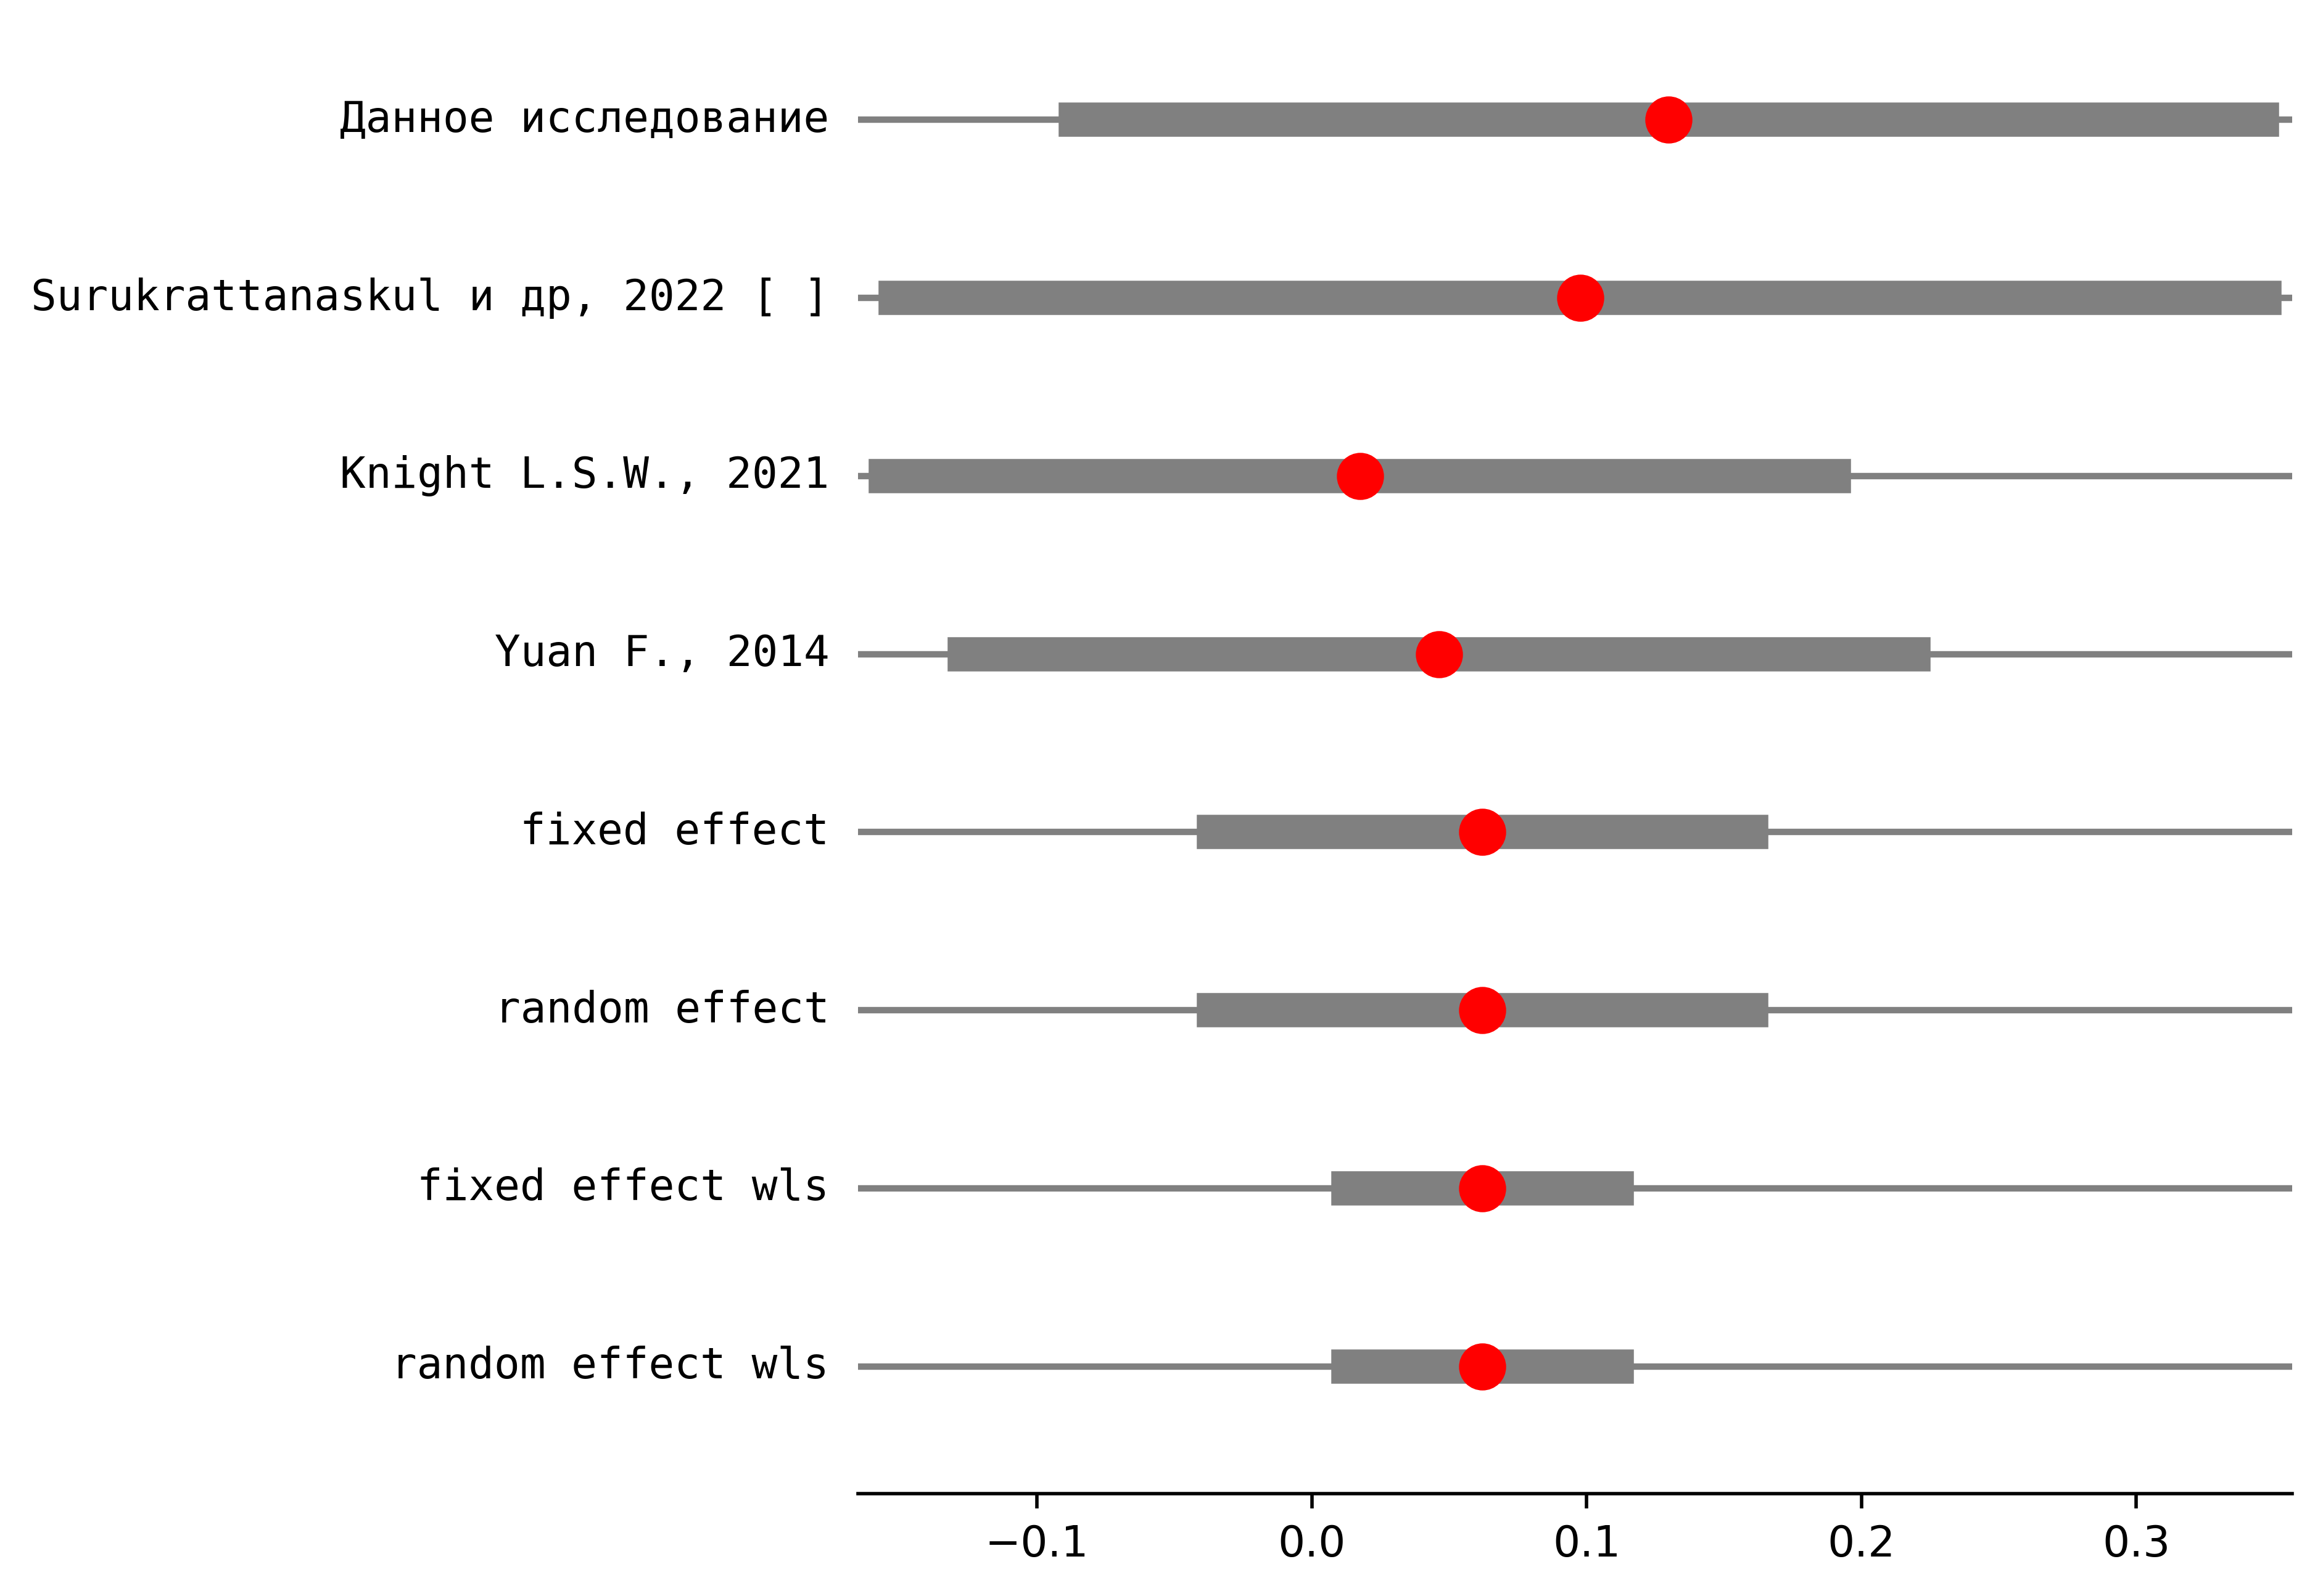 Данное исследование
Surukrattanaskul и др, 2022 [ ]
Knight L.S.W., 2021
Yuan F., 2014
fixed effect
random effect
fixed effect wls
random effect wls
−0.1 0.0 0.1 0.2 0.3